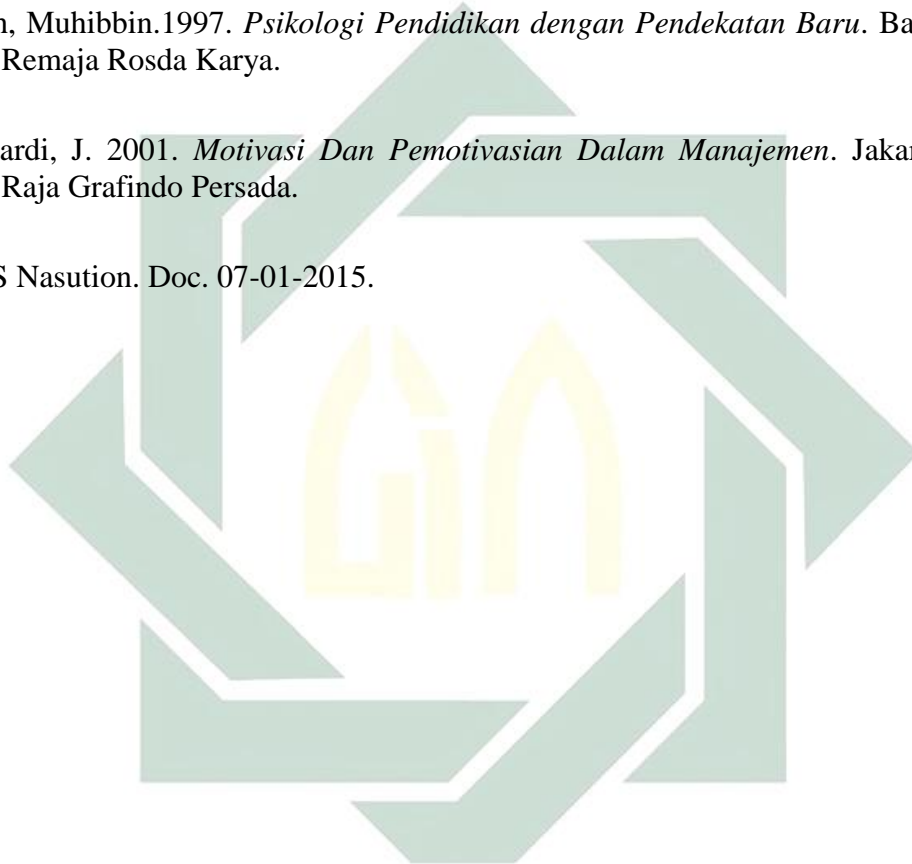 n, Muhibbin.1997. Psikologi Pendidikan dengan Pendekatan Baru. Ba
Remaja Rosda Karya.
ardi, J. 2001. Motivasi Dan Pemotivasian Dalam Manajemen. Jakar
Raja Grafindo Persada.
S Nasution. Doc. 07-01-2015.